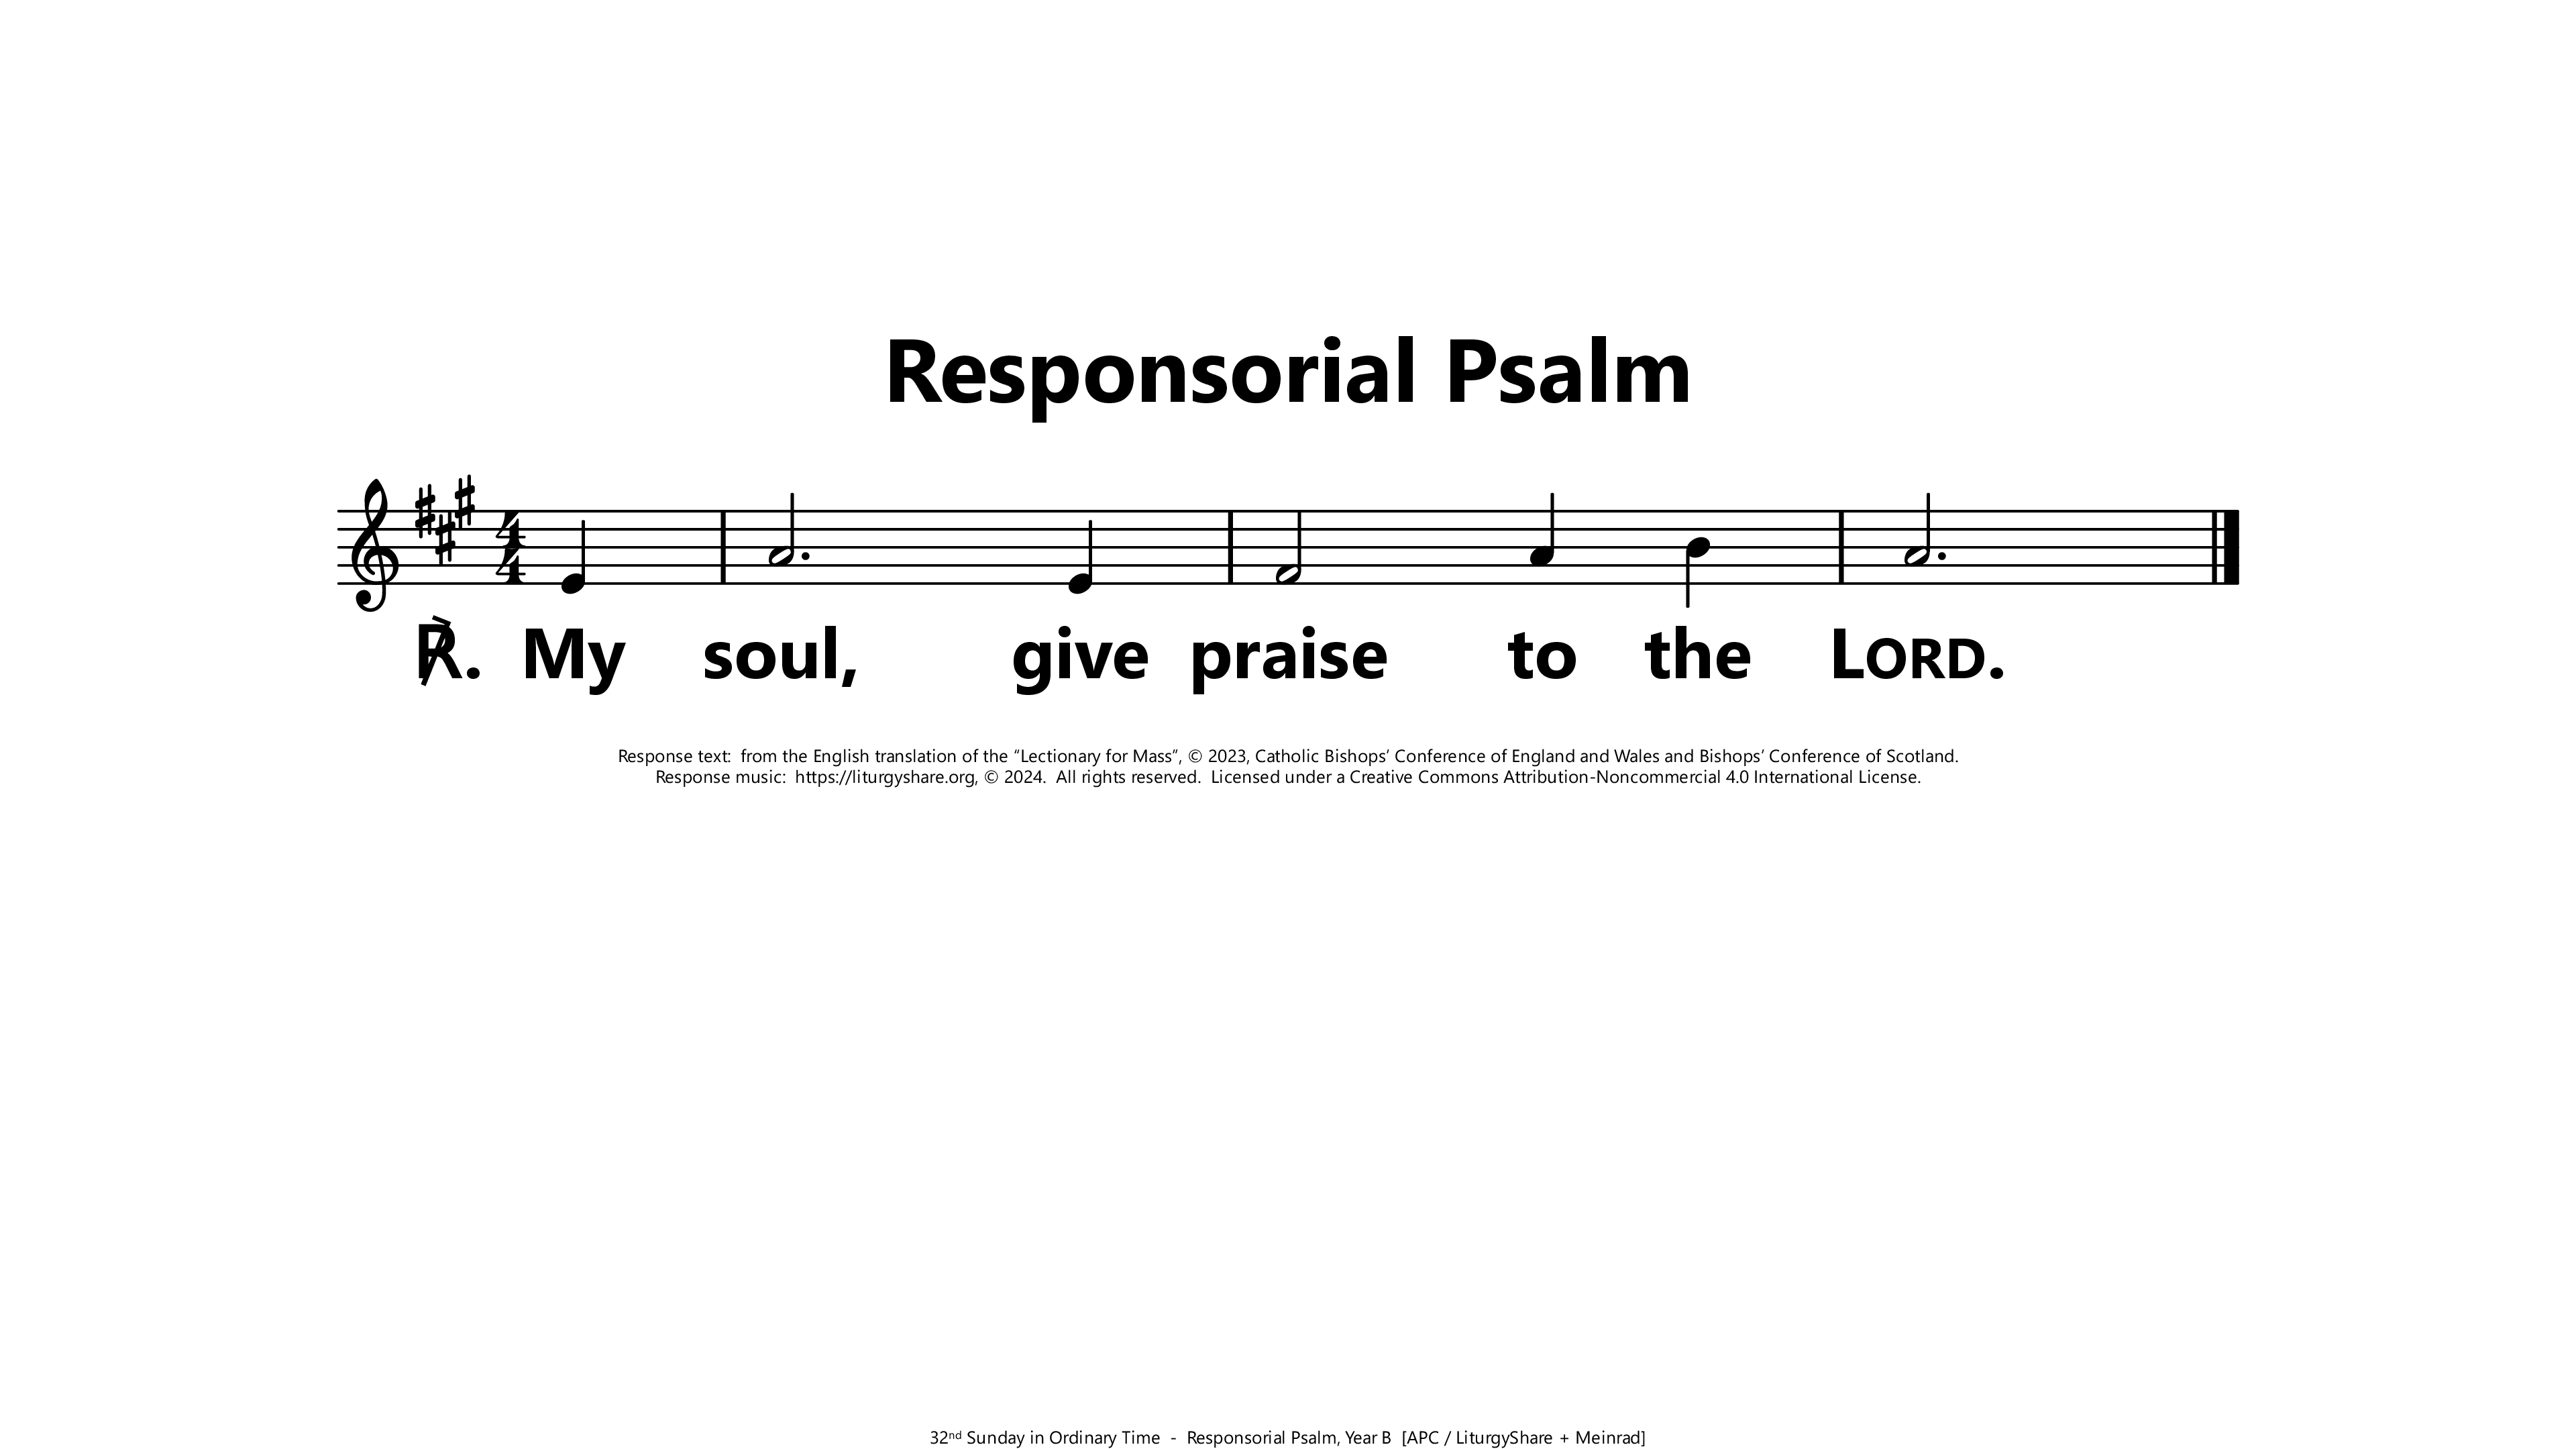 Responsorial Psalm
℟. My soul, give praise to the LORD.
Response text:  from the English translation of the “Lectionary for Mass”, © 2023, Catholic Bishops’ Conference of England and Wales and Bishops’ Conference of Scotland.
Response music:  https://liturgyshare.org, © 2024.  All rights reserved.  Licensed under a Creative Commons Attribution-Noncommercial 4.0 International License.
32nd Sunday in Ordinary Time  -  Responsorial Psalm, Year B  [APC / LiturgyShare + Meinrad]